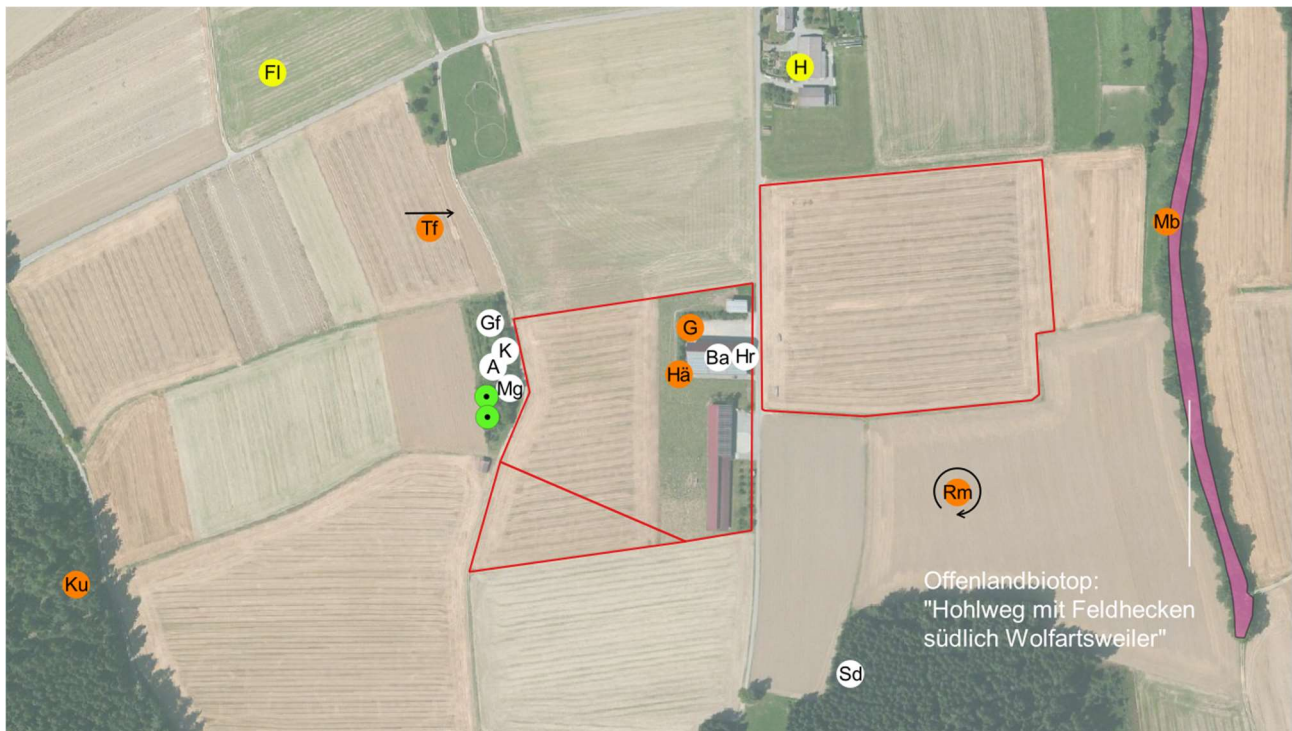 Fl
H
Tf
Mb
Gf
G
K
Ba
Hr
A
Hä
Mg
Rm
Ku
Offenlandbiotop:
"Hohlweg mit Feldhecken
südlich Wolfartsweiler"
Sd